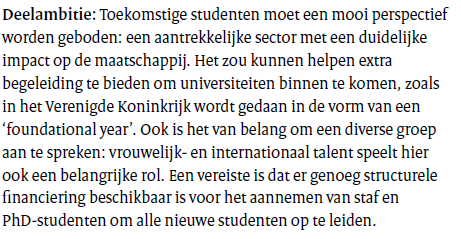 Deelambitie: Toekomstige studenten moet een mooi perspectief
worden geboden: een aantrekkelijke sector met een duidelijke
impact op de maatschappij. Het zou kunnen helpen extra
begeleiding te bieden om universiteiten binnen te komen, zoals
in het Verenigde Koninkrijk wordt gedaan in de vorm van een
‘foundational year’. Ook is het van belang om een diverse groep
aan te spreken: vrouwelijk- en internationaal talent speelt hier
ook een belangrijke rol. Een vereiste is dat er genoeg structurele
financiering beschikbaar is voor het aannemen van staf en
PhD-studenten om alle nieuwe studenten op te leiden.